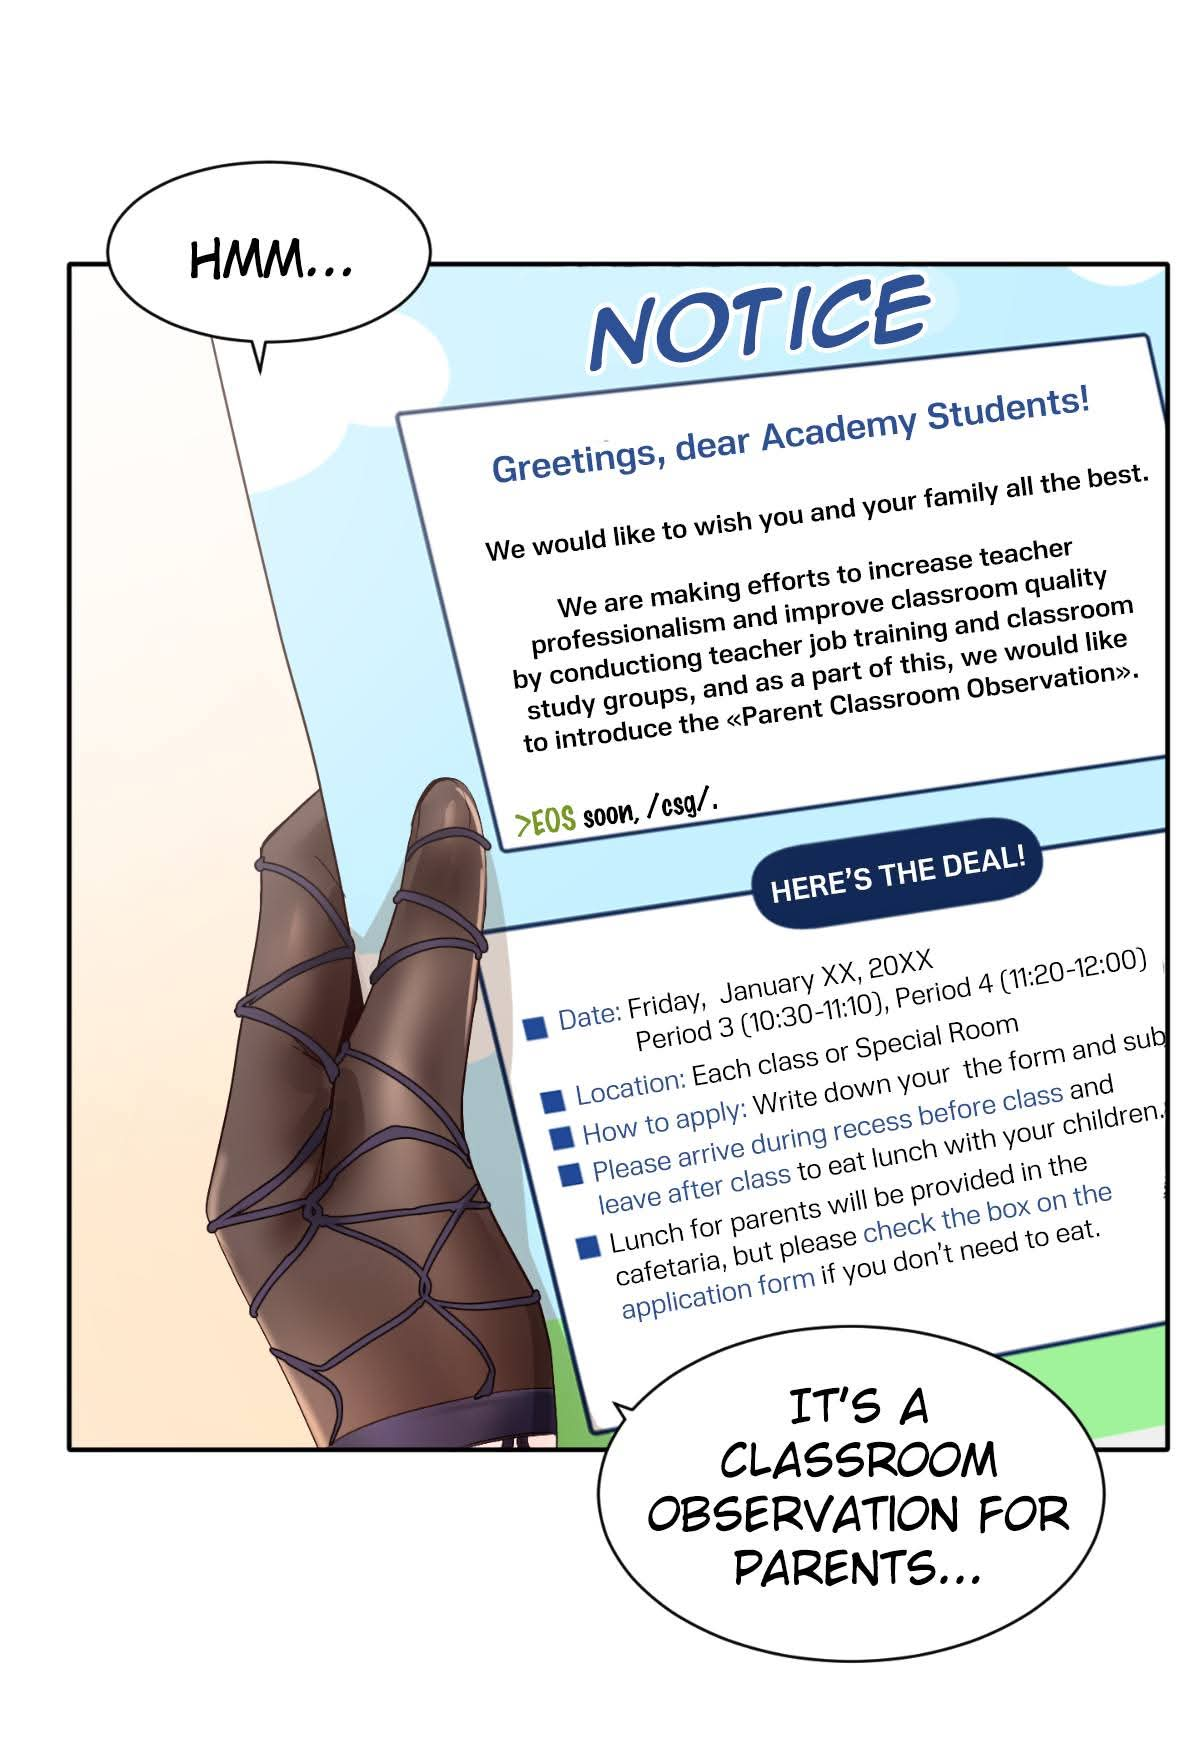 HMM...
NOTICE
Greetings, dear Academy Students!
We would like to wish you and your family all the best.
We are making efforts to increase teacher
professionalism and improve classroom quality
by conductiong teacher job training and classroom
study groups, and as a part of this, we would like
to introduce the «Parent Classroom Observation».
>EOS soon, /csg/.
HERE'S THE DEAL!
Date: Friday, January XX, 20XX
Period 3 (10:30-11:10), Period 4 (11:20-12:00)
Location: Each class or Special Room
How to apply: Write down your the form and sub
Please arrive during recess before class and
leave after class to eat lunch with your children.
Lunch for parents will be provided in the
cafetaria, but please check the box on the
application form if you don't need to eat.
IT'S A
CLASSROOM
OBSERVATION FOR
PARENTS...